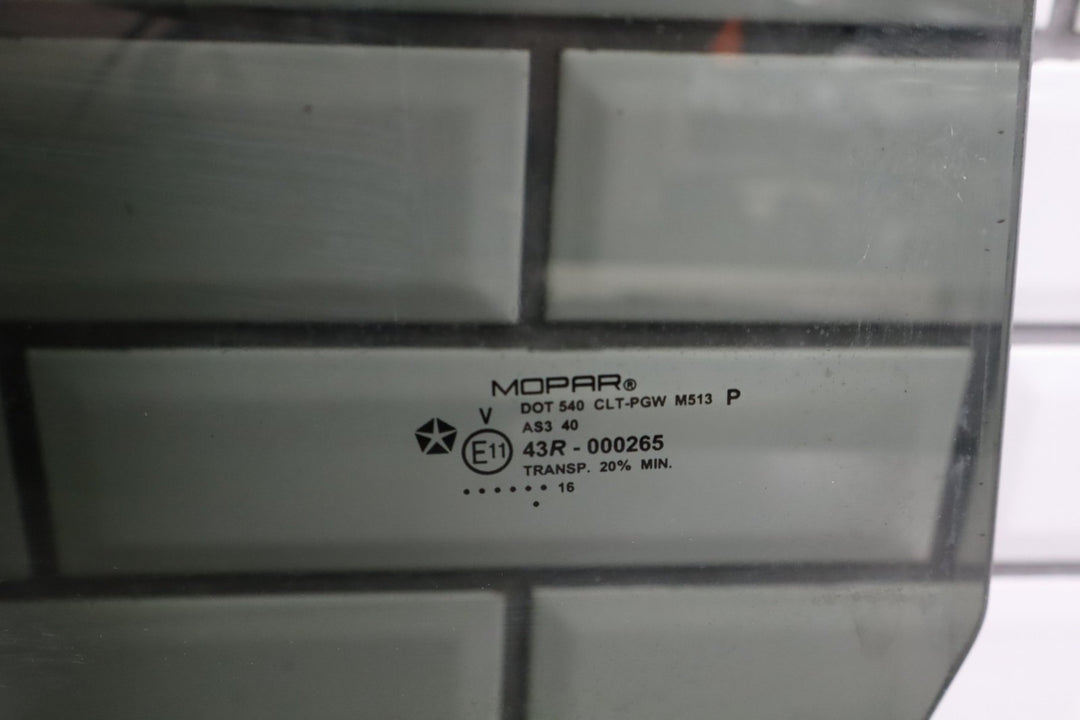 MOPAR®
DOT 540 CLT-PGW M513 P
V
AS3 40
E11 43R - 000265
TRANSP. 20% MIN.
• • • • • • 16
•